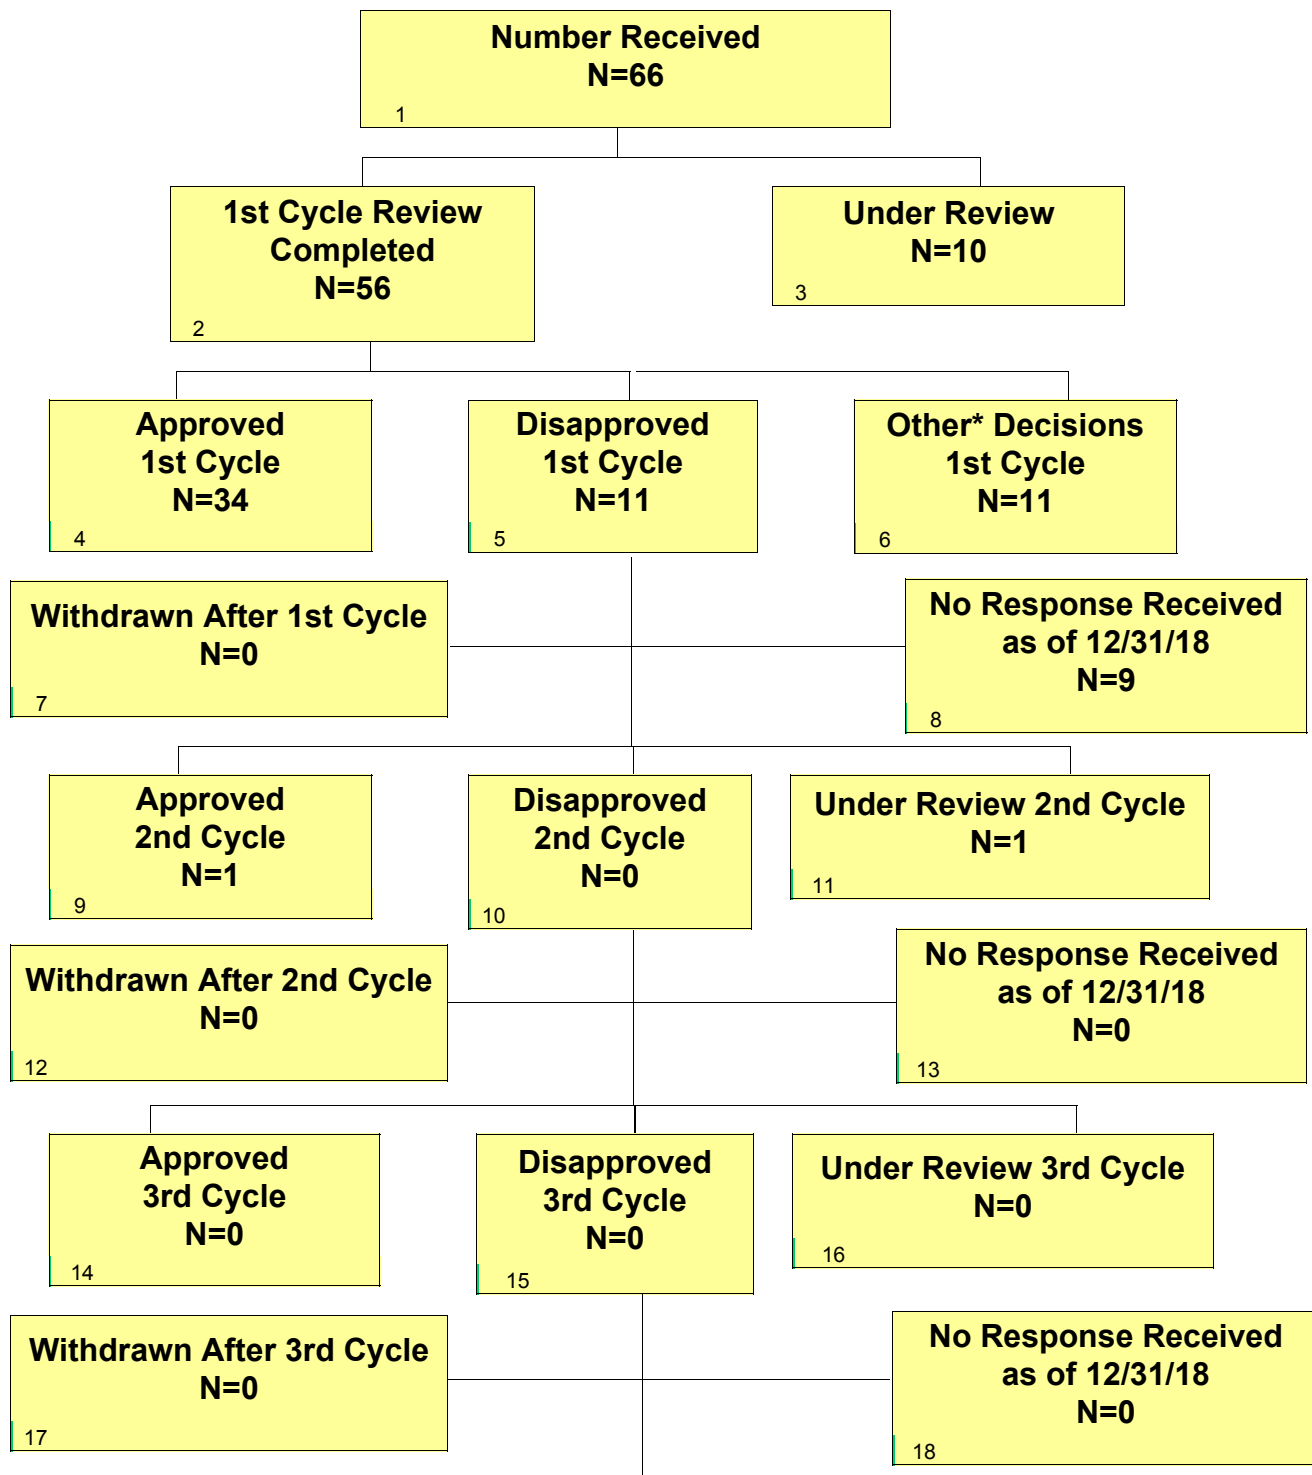 Number Received
N=66
1
1st Cycle Review
Completed
N=56
2
Under Review
N=10
3
Approved
1st Cycle
N=34
4
Disapproved
1st Cycle
N=11
5
Other* Decisions
1st Cycle
N=11
6
Withdrawn After 1st Cycle
N=0
7
No Response Received
as of 12/31/18
N=9
8
Approved
2nd Cycle
N=1
9
Disapproved
2nd Cycle
N=0
10
Under Review 2nd Cycle
N=1
11
Withdrawn After 2nd Cycle
N=0
12
No Response Received
as of 12/31/18
N=0
13
Approved
3rd Cycle
N=0
14
Disapproved
3rd Cycle
N=0
15
Under Review 3rd Cycle
N=0
16
Withdrawn After 3rd Cycle
N=0
17
No Response Received
as of 12/31/18
N=0
18